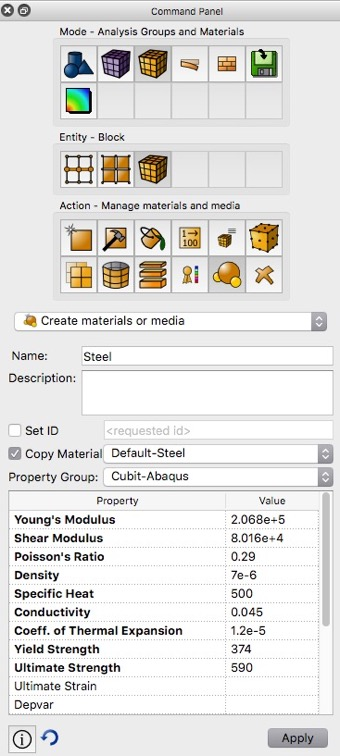 Command Panel
Mode - Analysis Groups and Materials
Entity - Block
Action - Manage materials and media
1→
100
Create materials or media
Name: Steel
Description:
Set ID <requested id>
Copy Material Default-Steel
Property Group: Cubit-Abaqus
Property Value
Young's Modulus 2.068e+5
Shear Modulus 8.016e+4
Poisson's Ratio 0.29
Density 7e-6
Specific Heat 500
Conductivity 0.045
Coeff. of Thermal Expansion 1.2e-5
Yield Strength 374
Ultimate Strength 590
Ultimate Strain
Depvar
Apply